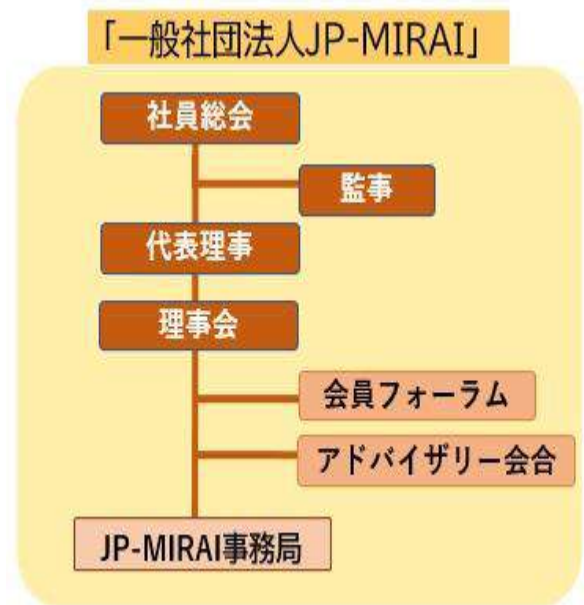 「一般社団法人JP-MIRAI」
社員総会
監事
代表理事
理事会
会員フォーラム
アドバイザリー会合
JP-MIRAI事務局